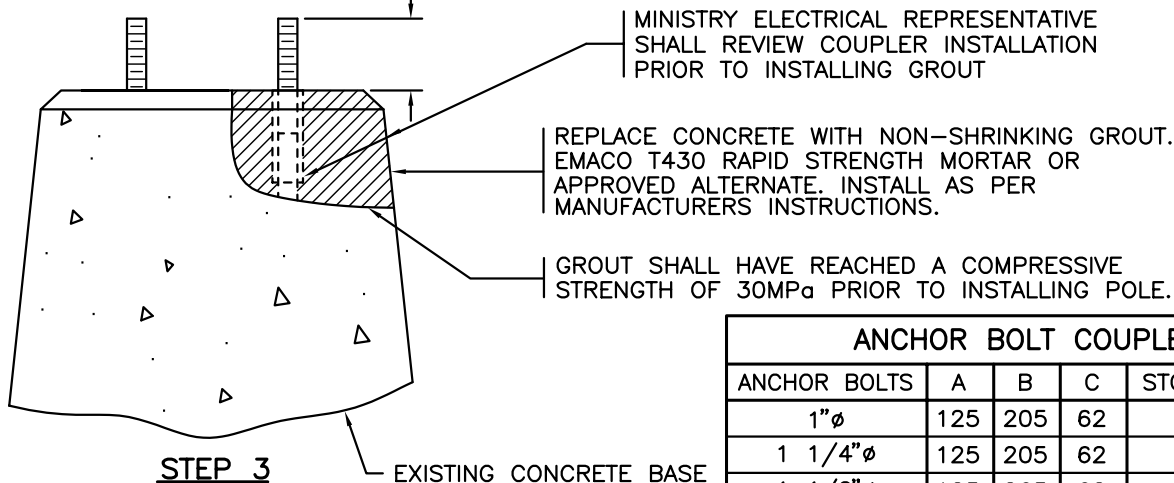 MINISTRY ELECTRICAL REPRESENTATIVE
SHALL REVIEW COUPLER INSTALLATION
PRIOR TO INSTALLING GROUT
REPLACE CONCRETE WITH NON-SHRINKING GROUT.
EMACO T430 RAPID STRENGTH MORTAR OR
APPROVED ALTERNATE. INSTALL AS PER
MANUFACTURERS INSTRUCTIONS.
GROUT SHALL HAVE REACHED A COMPRESSIVE
STRENGTH OF 30MPa PRIOR TO INSTALLING POLE.
STEP 3
EXISTING CONCRETE BASE
ANCHOR BOLT
ANCHOR BOLTS A B C
1"ø 125 205 62
1 1/4"ø 125 205 62